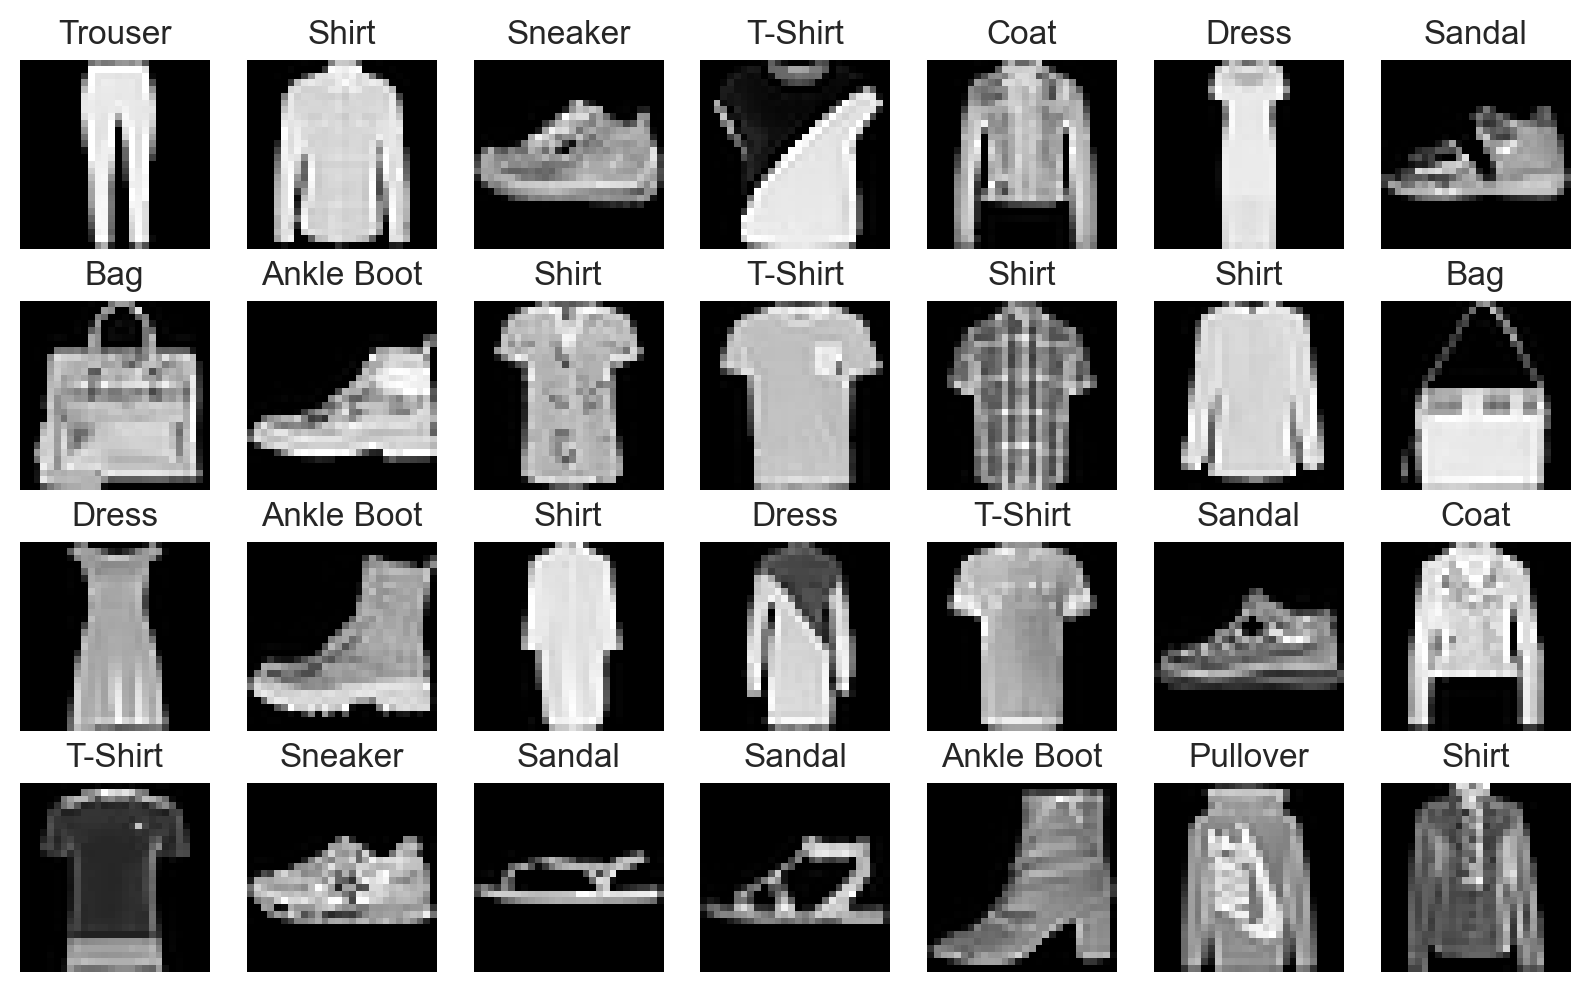 Trouser Shirt Sneaker T-Shirt Coat Dress Sandal
Bag Ankle Boot Shirt T-Shirt Shirt Shirt Bag
Dress Ankle Boot Shirt Dress T-Shirt Sandal Coat
T-Shirt Sneaker Sandal Sandal Ankle Boot Pullover Shirt